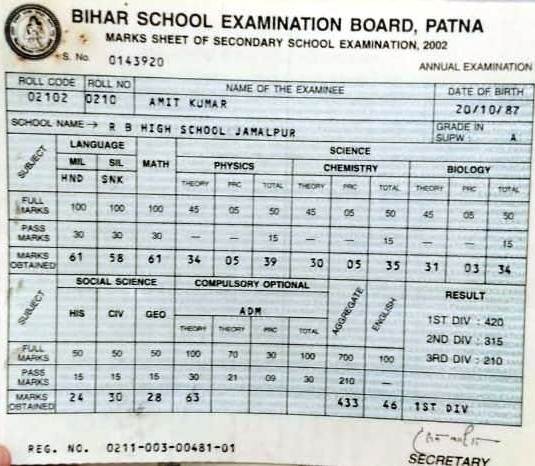 BIHAR SCHOOL EXAMINATION BOARD, PATNA
MARKS SHEET OF SECONDARY SCHOOL EXAMINATION, 2002
S. No. 0143920 ANNUAL EXAMINATION
ROLL CODE ROLL NO NAME OF THE EXAMINEE DATE OF BIRTH
02102 0210 AMIT KUMAR 20/10/87
SCHOOL NAME → R B HIGH SCHOOL JAMALPUR GRADE IN SUPW : A
SUBJECT LANGUAGE MATH SCIENCE
MIL SIL PHYSICS CHEMISTRY BIOLOGY
HND SNK THEORY PRC TOTAL THEORY PRC TOTAL THEORY PRC TOTAL
FULL MARKS 100 100 100 45 05 50 45 05 50 45 05 50
PASS MARKS 30 30 30 — — 15 — — 15 — — 15
MARKS OBTAINED 61 58 61 34 05 39 30 05 35 31 03 34
SUBJECT SOCIAL SCIENCE COMPULSORY OPTIONAL AGGREGATE ENGLISH RESULT
HIS CIV GEO ADM
THEORY THEORY PRC TOTAL
1ST DIV : 420
2ND DIV : 315
3RD DIV : 210
FULL MARKS 50 50 50 100 70 30 100 700 100
PASS MARKS 15 15 15 30 21 09 30 210 —
MARKS OBTAINED 24 30 28 63 433 46 1ST DIV
REG. NO. 0211-003-00481-01
SECRETARY